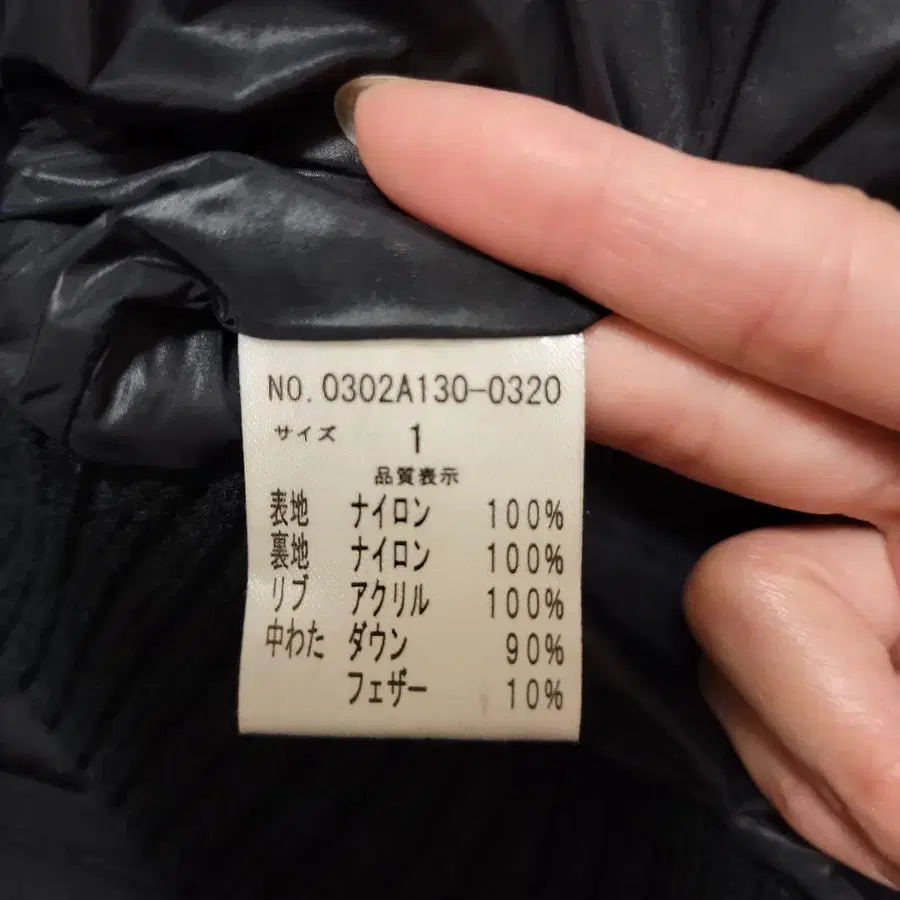 NO. 0302A130-0320
サイズ 1
品質表示
表地 ナイロン 100%
裏地 ナイロン 100%
リブ アクリル 100%
中わた ダウン 90%
フェザー 10%